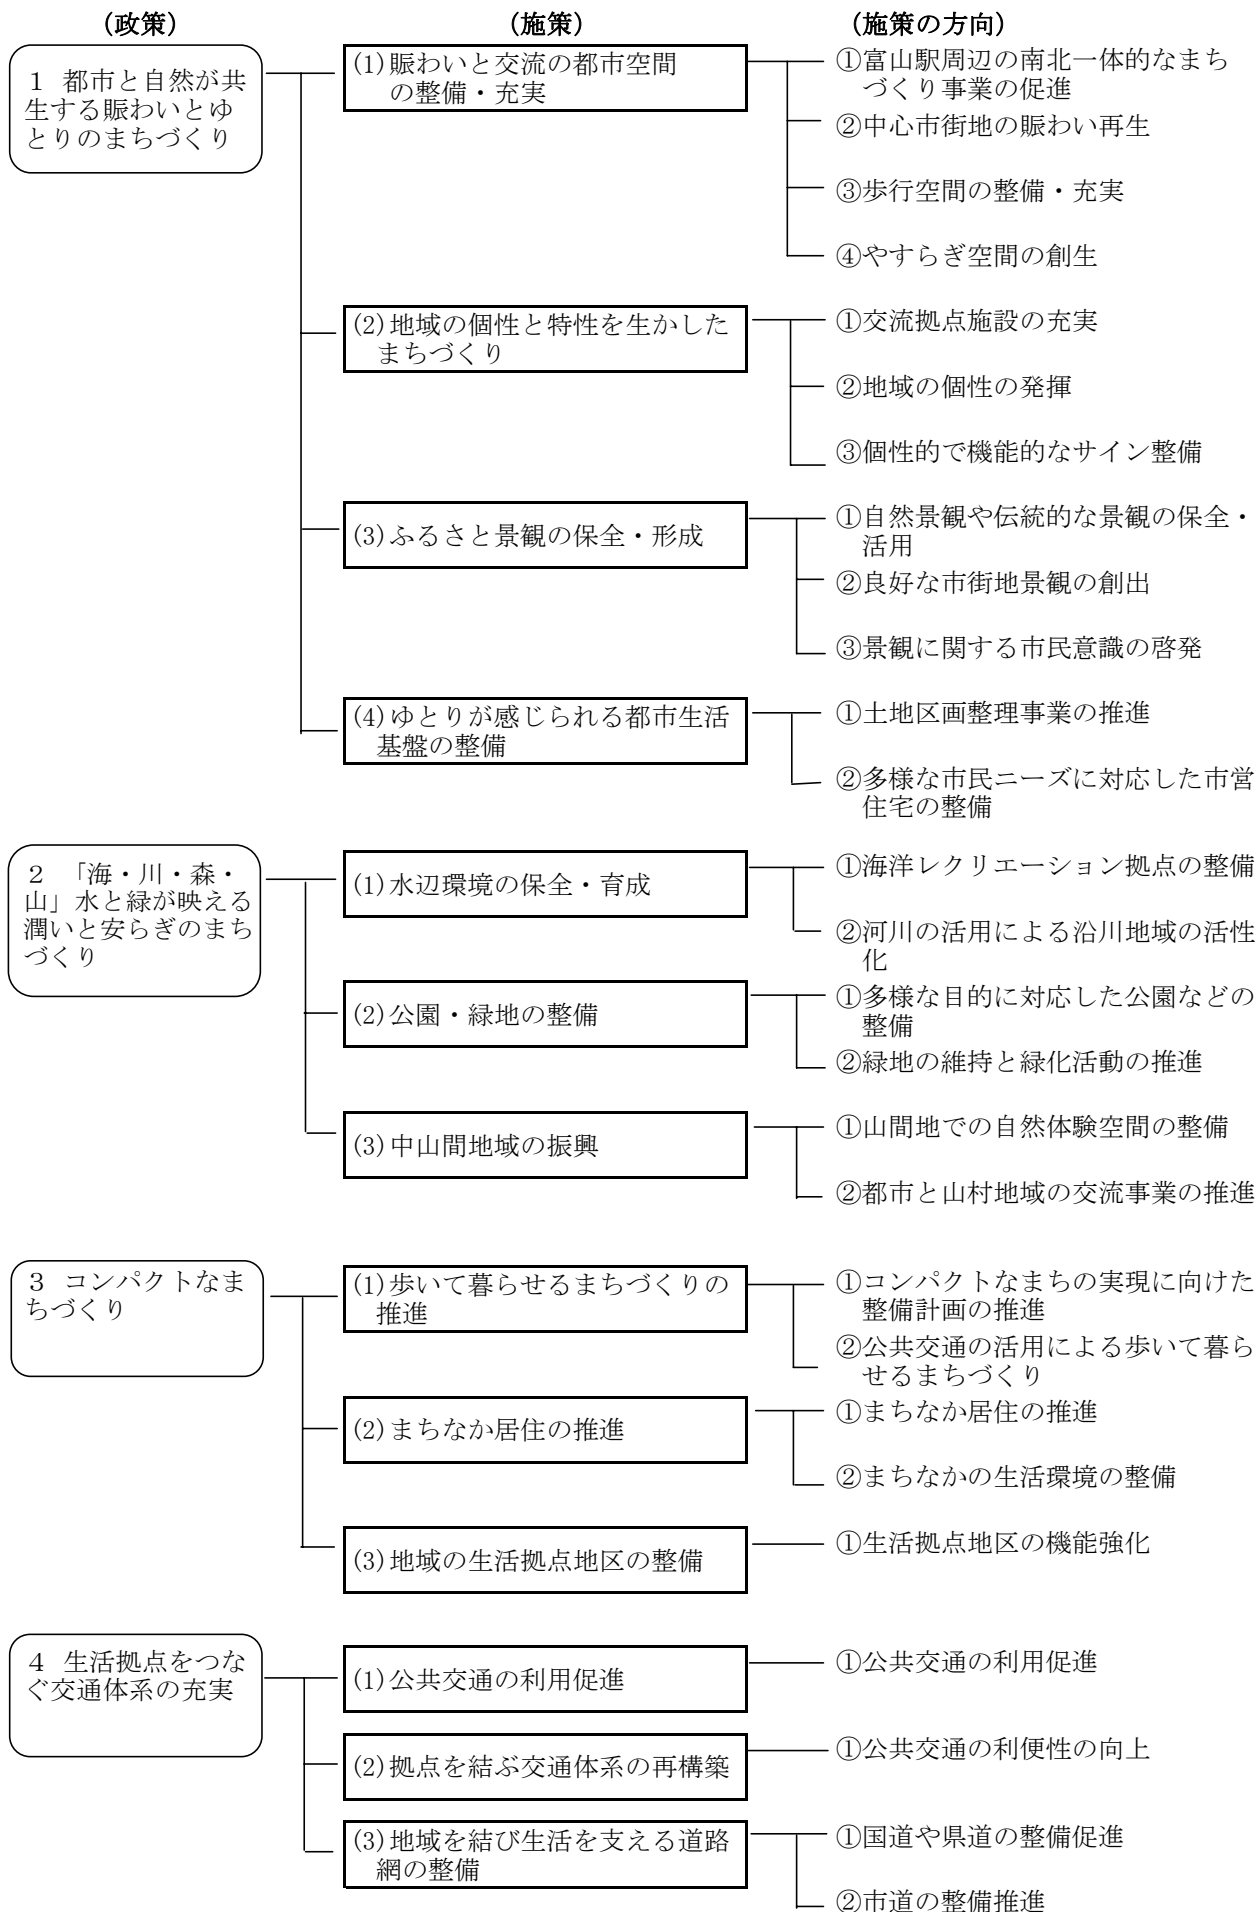 (政策)
(施策)
(施策の方向)
1 都市と自然が共
生する賑わいとゆ
とりのまちづくり
(1)賑わいと交流の都市空間
の整備・充実
①富山駅周辺の南北一体的なまち
づくり事業の促進
②中心市街地の賑わい再生
③歩行空間の整備・充実
④やすらぎ空間の創生
(2)地域の個性と特性を生かした
まちづくり
①交流拠点施設の充実
②地域の個性の発揮
③個性的で機能的なサイン整備
(3)ふるさと景観の保全・形成
①自然景観や伝統的な景観の保全・
活用
②良好な市街地景観の創出
③景観に関する市民意識の啓発
(4)ゆとりが感じられる都市生活
基盤の整備
①土地区画整理事業の推進
②多様な市民ニーズに対応した市営
住宅の整備
2 「海・川・森・
山」水と緑が映える
潤いと安らぎのまち
づくり
(1)水辺環境の保全・育成
①海洋レクリエーション拠点の整備
②河川の活用による沿川地域の活性
化
(2)公園・緑地の整備
①多様な目的に対応した公園などの
整備
②緑地の維持と緑化活動の推進
(3)中山間地域の振興
①山間地での自然体験空間の整備
②都市と山村地域の交流事業の推進
3 コンパクトなま
ちづくり
(1)歩いて暮らせるまちづくりの
推進
①コンパクトなまちの実現に向けた
整備計画の推進
②公共交通の活用による歩いて暮ら
せるまちづくり
(2)まちなか居住の推進
①まちなか居住の推進
②まちなかの生活環境の整備
(3)地域の生活拠点地区の整備
①生活拠点地区の機能強化
4 生活拠点をつな
ぐ交通体系の充実
(1)公共交通の利用促進
①公共交通の利用促進
(2)拠点を結ぶ交通体系の再構築
①公共交通の利便性の向上
(3)地域を結び生活を支える道路
網の整備
①国道や県道の整備促進
②市道の整備推進